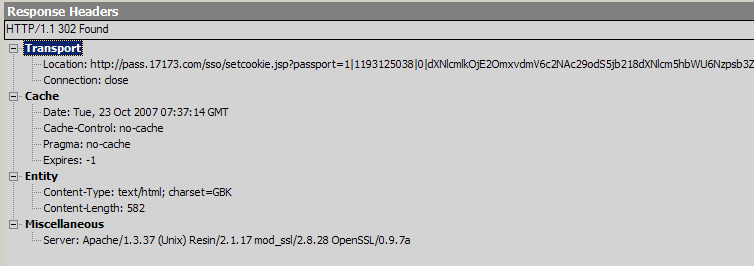 Response Headers
HTTP/1.1 302 Found
Transport
Location: http://pass.17173.com/sso/setcookie.jsp?passport=1|1193125038|0|dXNlcmlkOjE2OmxvdmV6c2NAc29odS5jb218dXNlcm5hbWU6Nzpsb3Z
Connection: close
Cache
Date: Tue, 23 Oct 2007 07:37:14 GMT
Cache-Control: no-cache
Pragma: no-cache
Expires: -1
Entity
Content-Type: text/html; charset=GBK
Content-Length: 582
Miscellaneous
Server: Apache/1.3.37 (Unix) Resin/2.1.17 mod_ssl/2.8.28 OpenSSL/0.9.7a